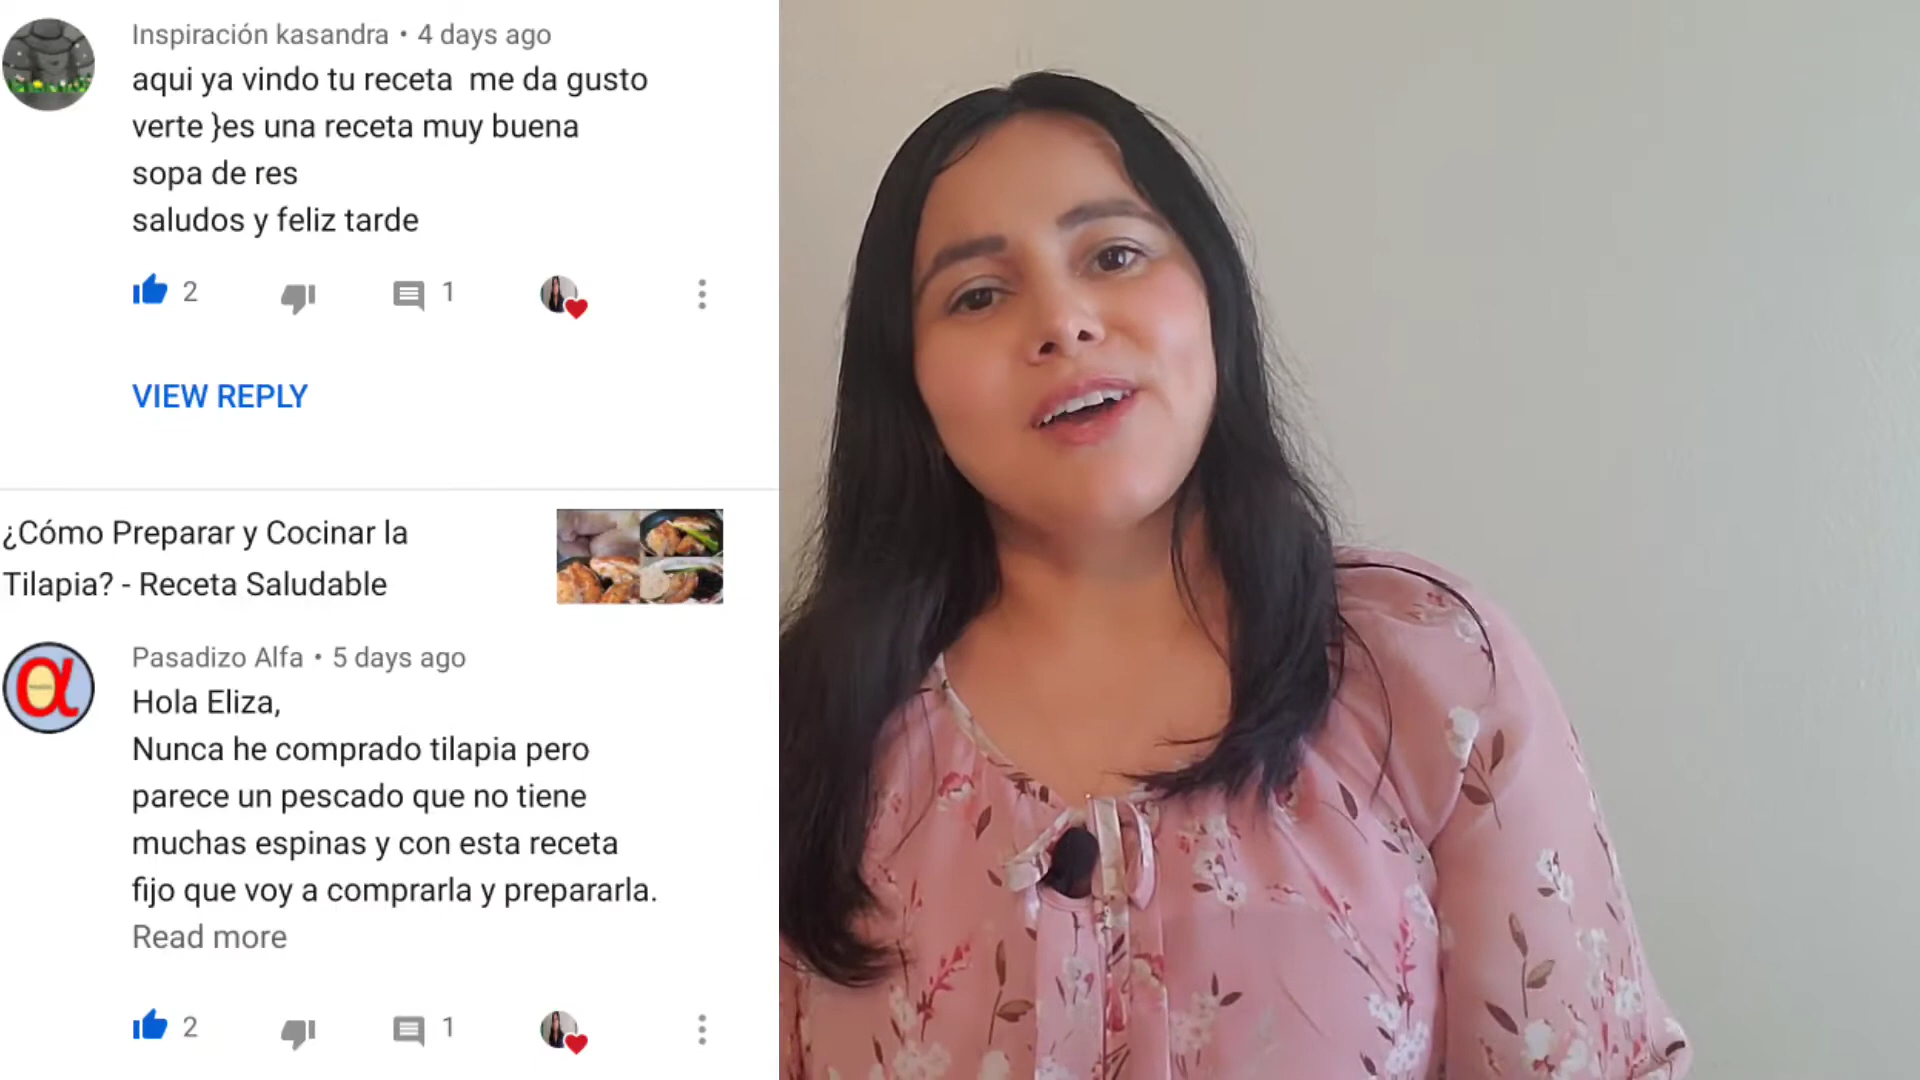 Inspiración kasandra • 4 days ago
aqui ya vindo tu receta  me da gusto
verte }es una receta muy buena
sopa de res
saludos y feliz tarde
2
1
VIEW REPLY
¿Cómo Preparar y Cocinar la
Tilapia? - Receta Saludable
Pasadizo Alfa • 5 days ago
Hola Eliza,
Nunca he comprado tilapia pero
parece un pescado que no tiene
muchas espinas y con esta receta
fijo que voy a comprarla y prepararla.
Read more
2
1